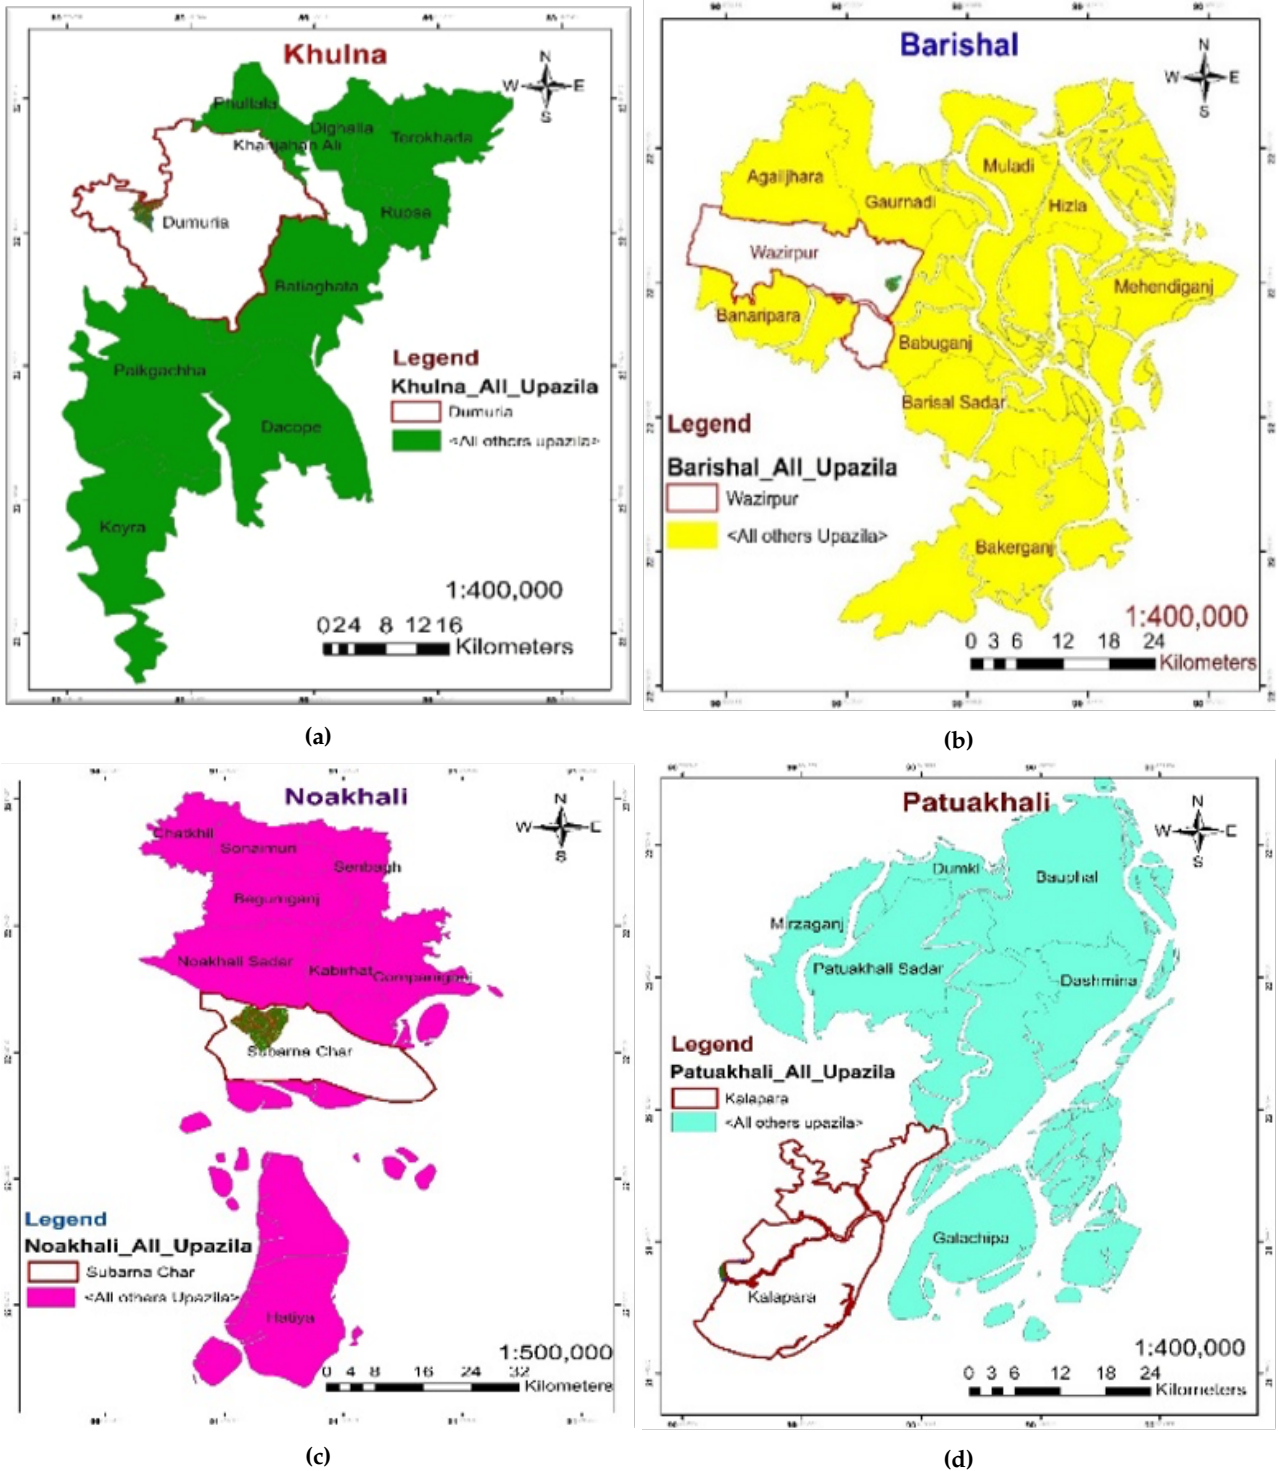 Khulna
N
W
E
S
Phultala
Dighalia
Terokhada
Khanjahan Ali
Rupsa
Dumuria
Batiaghata
Paikgachha
Dacope
Koyra
Legend
Khulna_All_Upazila
Dumuria
<All others upazila>
1:400,000
0 2 4 8 12 16
Kilometers
(a)
Barishal
N
W
E
S
Agailjhara
Muladi
Gaurnadi
Hizla
Wazirpur
Mehendiganj
Banaripara
Babuganj
Barisal Sadar
Bakerganj
Legend
Barishal_All_Upazila
Wazirpur
<All others Upazila>
1:400,000
0 3 6 12 18 24
Kilometers
(b)
Noakhali
N
W
E
S
Chatkhil
Sonaimuri
Senbagh
Begumganj
Noakhali Sadar
Kabirhat
Companiganj
Subarna Char
Hatiya
Legend
Noakhali_All_Upazila
Subarna Char
<All others Upazila>
1:500,000
0 4 8 16 24 32
Kilometers
(c)
Patuakhali
N
W
E
S
Dumki
Bauphal
Mirzaganj
Patuakhali Sadar
Dashmina
Galachipa
Kalapara
Legend
Patuakhali_All_Upazila
Kalapara
<All others upazila>
1:400,000
0 3 6 12 18 24
Kilometers
(d)